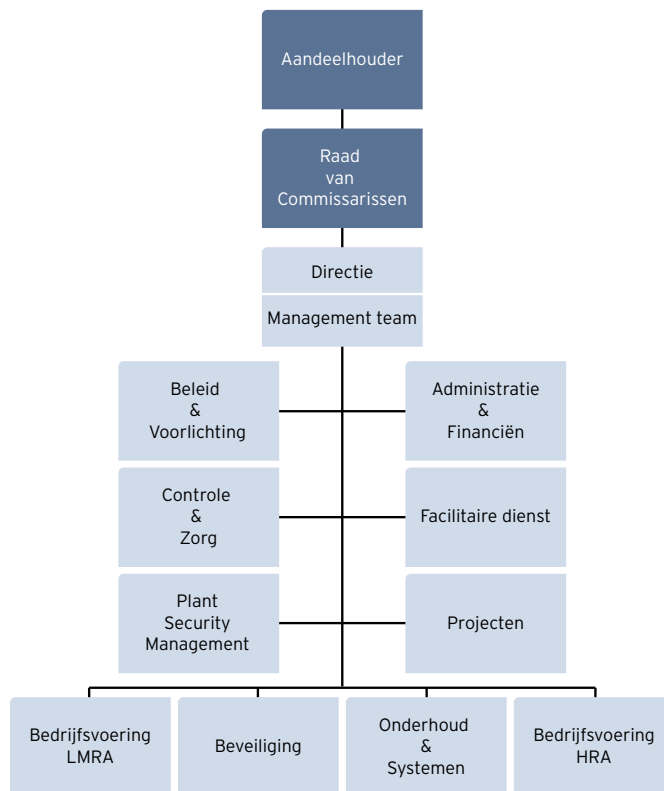 Aandeelhouder
Raad
van
Commissarissen
Directie
Management team
Beleid
&
Voorlichting
Administratie
&
Financiën
Controle
&
Zorg
Facilitaire dienst
Plant
Security
Management
Projecten
Bedrijfsvoering
LMRA
Beveiliging
Onderhoud
&
Systemen
Bedrijfsvoering
HRA